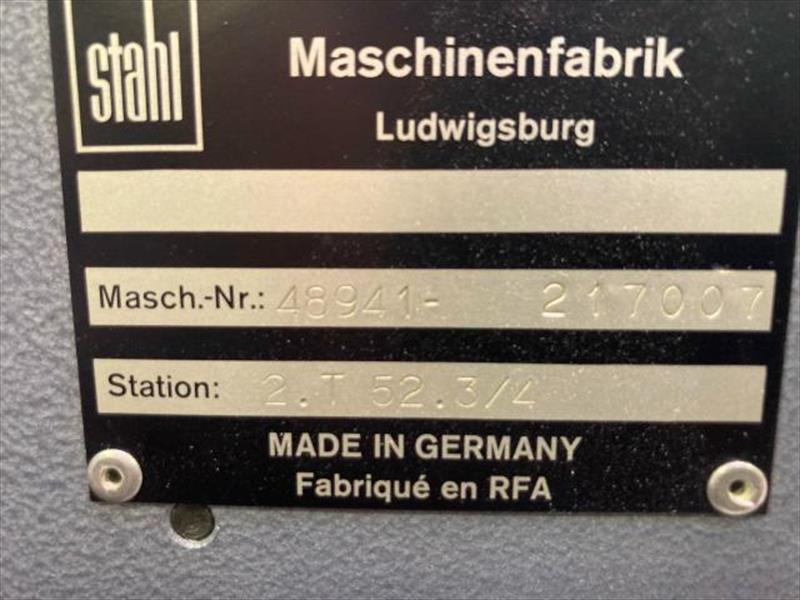 stahl
Maschinenfabrik
Ludwigsburg
Masch.-Nr.: 48941- 217007
Station: 2.T 52.3/4
MADE IN GERMANY
Fabriqué en RFA